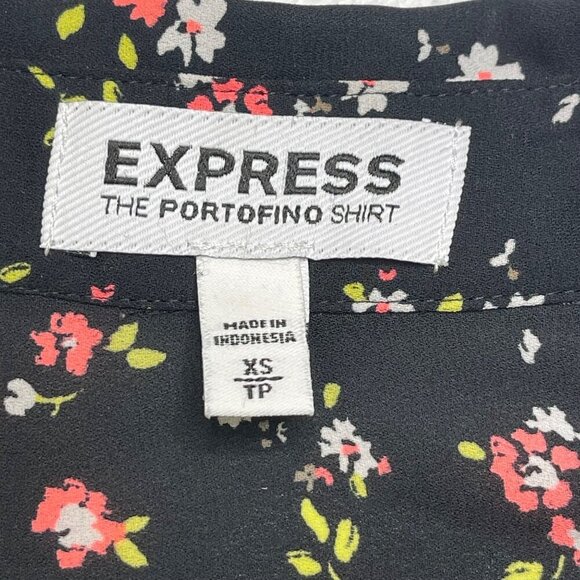 EXPRESS
THE PORTOFINO SHIRT
MADE IN
INDONESIA
XS
TP